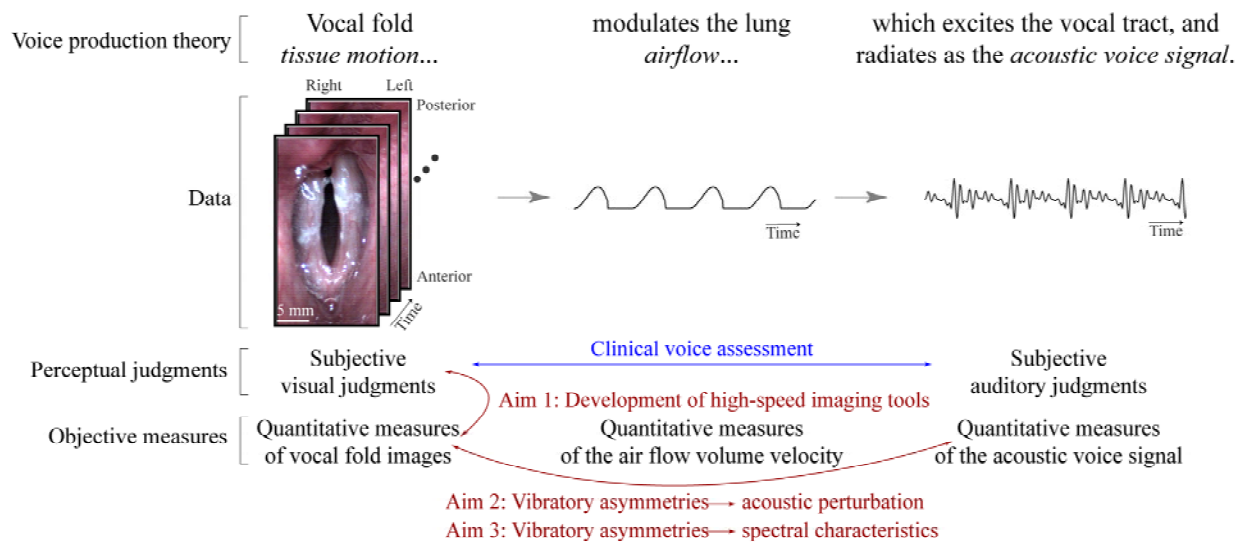 Voice production theory
Vocal fold
tissue motion...
modulates the lung
airflow...
which excites the vocal tract, and
radiates as the acoustic voice signal.
Data
Right
Left
Posterior
Anterior
5 mm
Time
Time
Time
Perceptual judgments
Subjective
visual judgments
Clinical voice assessment
Subjective
auditory judgments
Aim 1: Development of high-speed imaging tools
Objective measures
Quantitative measures
of vocal fold images
Quantitative measures
of the air flow volume velocity
Quantitative measures
of the acoustic voice signal
Aim 2: Vibratory asymmetries → acoustic perturbation
Aim 3: Vibratory asymmetries → spectral characteristics